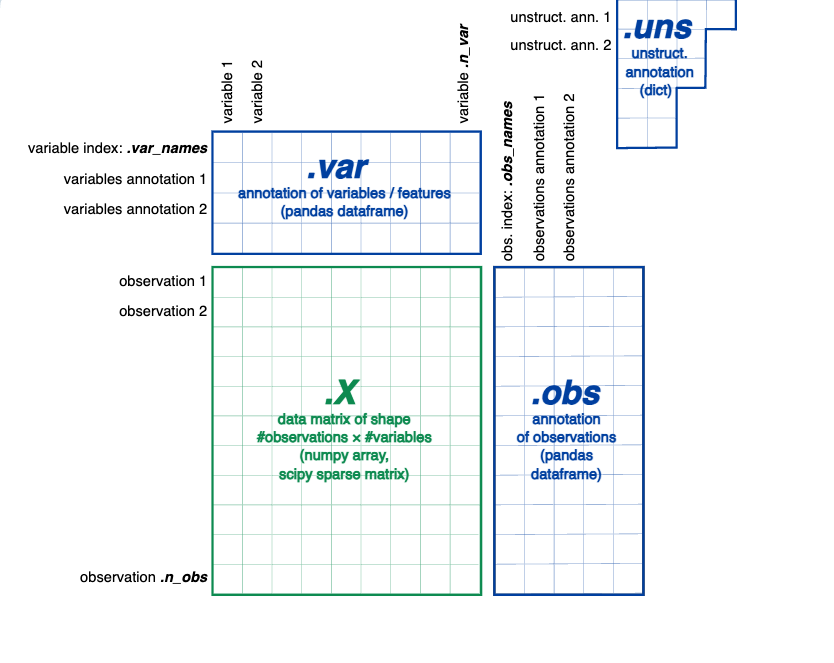 unstruct. ann. 1
unstruct. ann. 2
.uns
unstruct.
annotation
(dict)
variable 1
variable 2
variable .n_var
variable index: .var_names
variables annotation 1
variables annotation 2
.var
annotation of variables / features
(pandas dataframe)
obs. index: .obs_names
observations annotation 1
observations annotation 2
observation 1
observation 2
observation .n_obs
.X
data matrix of shape
#observations × #variables
(numpy array,
scipy sparse matrix)
.obs
annotation
of observations
(pandas
dataframe)